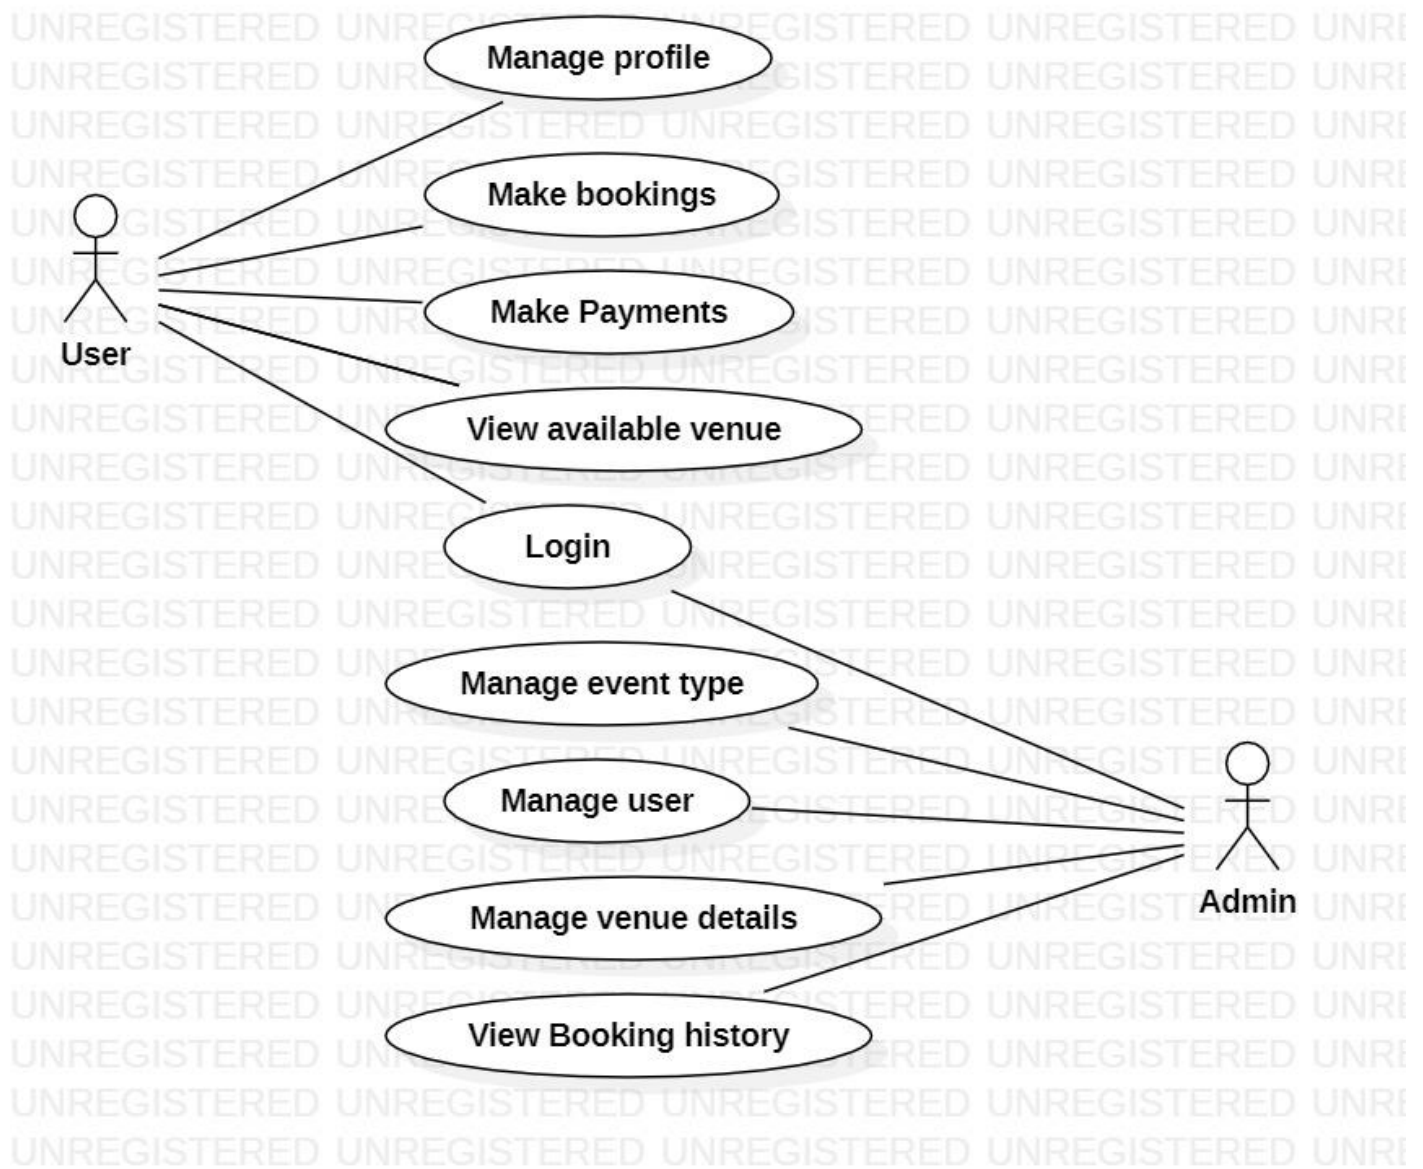 Manage profile
Make bookings
Make Payments
User
View available venue
Login
Manage event type
Manage user
Admin
Manage venue details
View Booking history
UNREGISTERED